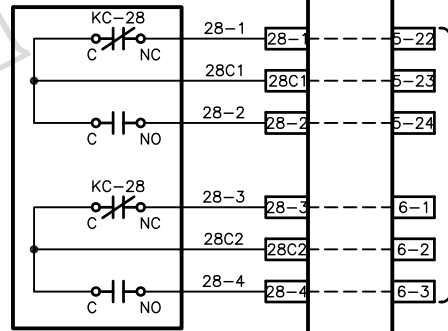 KC-28 28-1 28-1 5-22
C NC
28C1 28C1 5-23
28-2 28-2 5-24
C NO
KC-28 28-3 28-3 6-1
C NC
28C2 28C2 6-2
28-4 28-4 6-3
C NO